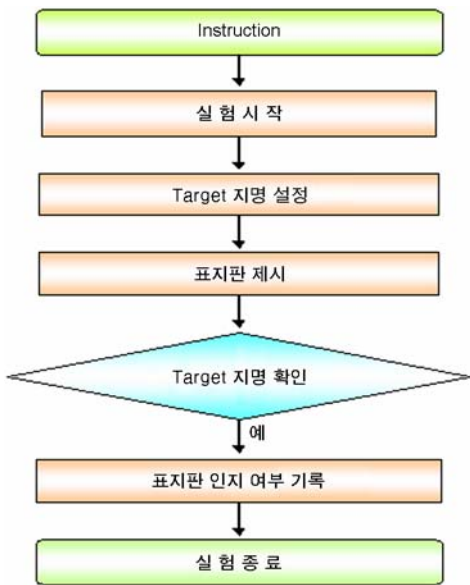 Instruction
실 험 시 작
Target 지명 설정
표지판 제시
Target 지명 확인
예
표지판 인지 여부 기록
실 험 종 료